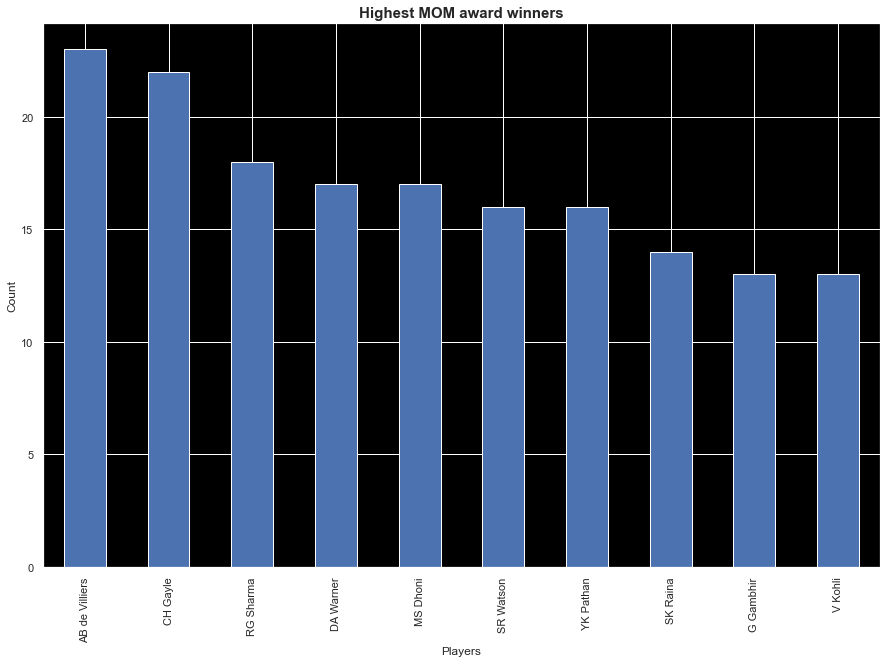 Highest MOM award winners
20
15
10
5
0
Count
AB de Villiers
CH Gayle
RG Sharma
DA Warner
MS Dhoni
SR Watson
YK Pathan
SK Raina
G Gambhir
V Kohli
Players